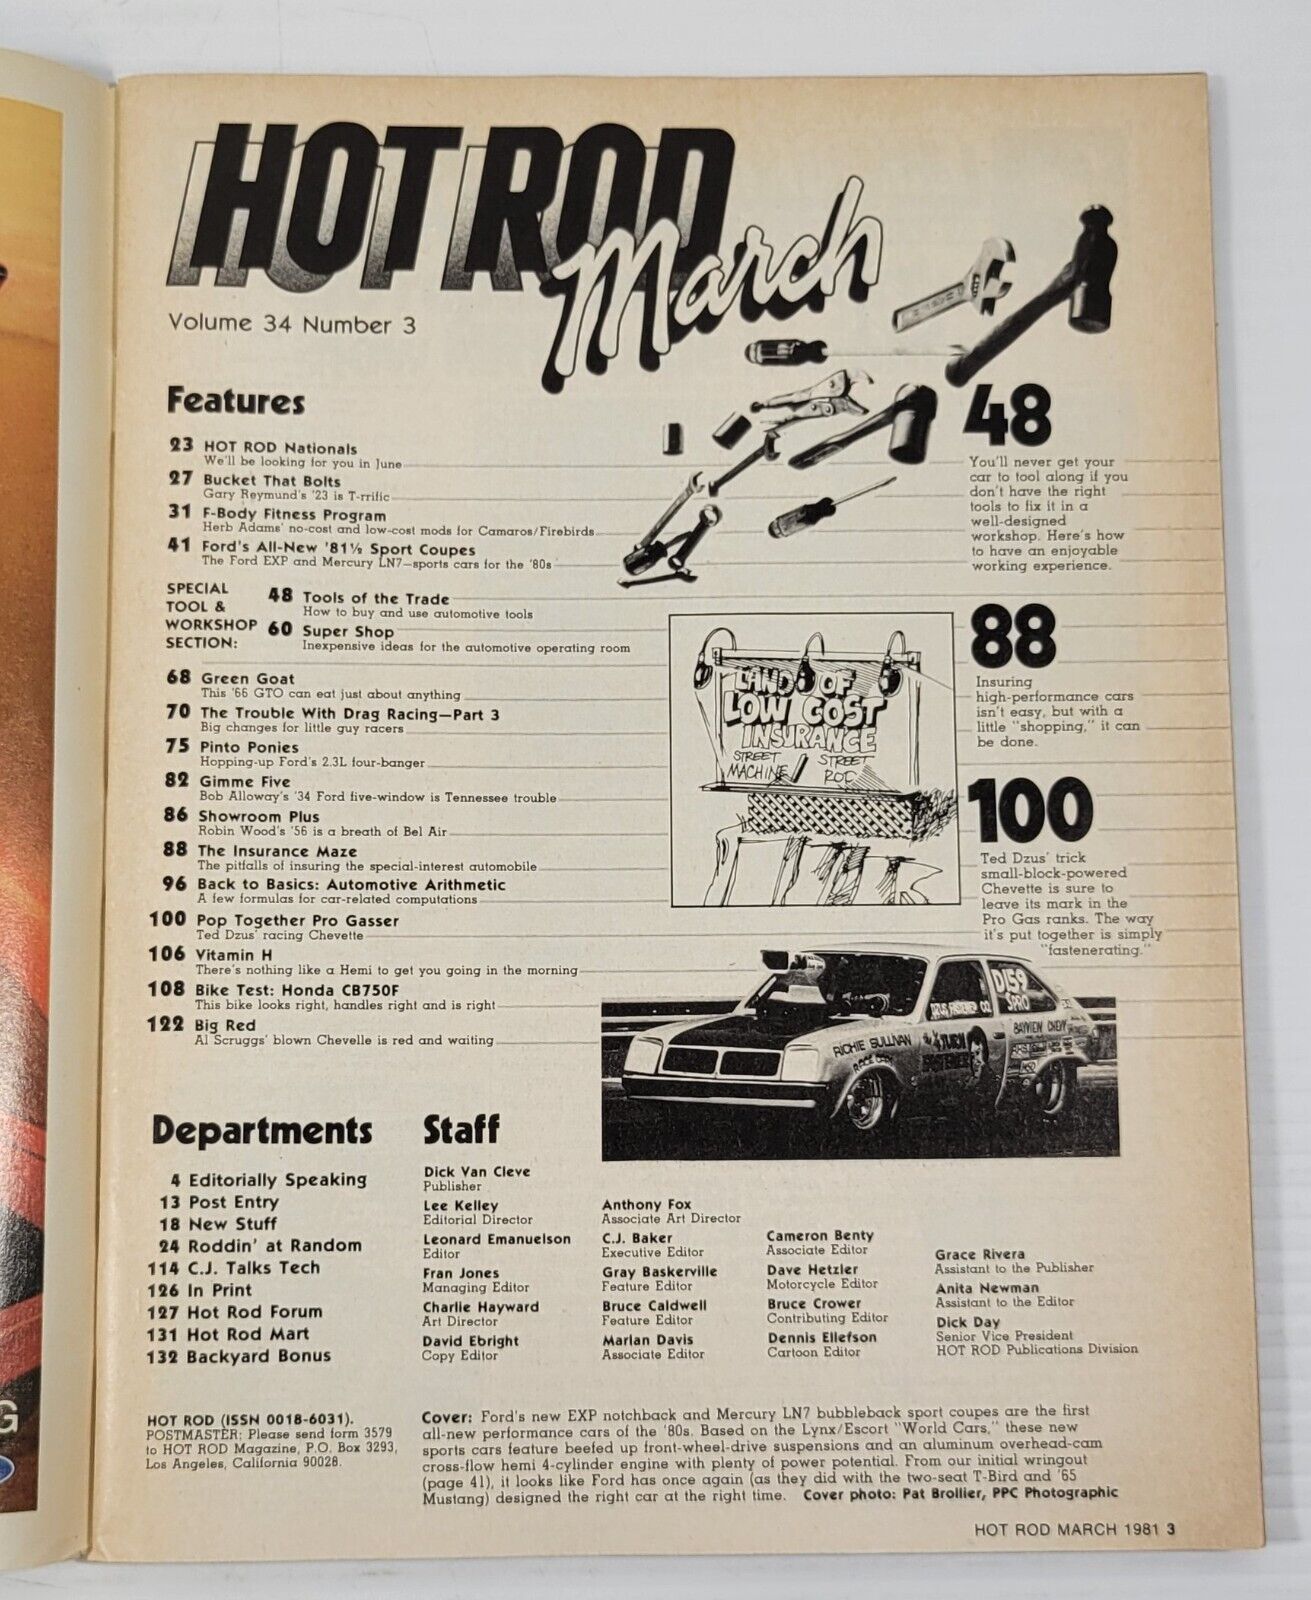 HOT ROD
March
Volume 34 Number 3
Features
23 HOT ROD Nationals
We'll be looking for you in June
27 Bucket That Bolts
Gary Reymund's '23 is T-rrific
31 F-Body Fitness Program
Herb Adams' no-cost and low-cost mods for Camaros/Firebirds
41 Ford's All-New '81½ Sport Coupes
The Ford EXP and Mercury LN7—sports cars for the '80s
SPECIAL
TOOL &
WORKSHOP
SECTION:
48 Tools of the Trade
How to buy and use automotive tools
60 Super Shop
Inexpensive ideas for the automotive operating room
68 Green Goat
This '66 GTO can eat just about anything
70 The Trouble With Drag Racing—Part 3
Big changes for little guy racers
75 Pinto Ponies
Hopping-up Ford's 2.3L four-banger
82 Gimme Five
Bob Alloway's '34 Ford five-window is Tennessee trouble
86 Showroom Plus
Robin Wood's '56 is a breath of Bel Air
88 The Insurance Maze
The pitfalls of insuring the special-interest automobile
96 Back to Basics: Automotive Arithmetic
A few formulas for car-related computations
100 Pop Together Pro Gasser
Ted Dzus' racing Chevette
106 Vitamin H
There's nothing like a Hemi to get you going in the morning
108 Bike Test: Honda CB750F
This bike looks right, handles right and is right
122 Big Red
Al Scruggs' blown Chevelle is red and waiting
48
You'll never get your
car to tool along if you
don't have the right
tools to fix it in a
well-designed
workshop. Here's how
to have an enjoyable
working experience.
LAND OF
LOW COST
INSURANCE
STREET
MACHINE
STREET
ROD
88
Insuring
high-performance cars
isn't easy, but with a
little "shopping," it can
be done.
100
Ted Dzus' trick
small-block-powered
Chevette is sure to
leave its mark in the
Pro Gas ranks. The way
it's put together is simply
"fastenerating."
D159
SPRO
RICHIE SULLIVAN
RACE CARS
BAYVIEW CHEVY
TURN
FASTENER
Departments
4 Editorially Speaking
13 Post Entry
18 New Stuff
24 Roddin' at Random
114 C.J. Talks Tech
126 In Print
127 Hot Rod Forum
131 Hot Rod Mart
132 Backyard Bonus
Staff
Dick Van Cleve
Publisher
Lee Kelley
Editorial Director
Leonard Emanuelson
Editor
Fran Jones
Managing Editor
Charlie Hayward
Art Director
David Ebright
Copy Editor
Anthony Fox
Associate Art Director
C.J. Baker
Executive Editor
Gray Baskerville
Feature Editor
Bruce Caldwell
Feature Editor
Marlan Davis
Associate Editor
Cameron Benty
Associate Editor
Dave Hetzler
Motorcycle Editor
Bruce Crower
Contributing Editor
Dennis Ellefson
Cartoon Editor
Grace Rivera
Assistant to the Publisher
Anita Newman
Assistant to the Editor
Dick Day
Senior Vice President
HOT ROD Publications Division
HOT ROD (ISSN 0018-6031).
POSTMASTER: Please send form 3579
to HOT ROD Magazine, P.O. Box 3293,
Los Angeles, California 90028.
Cover: Ford's new EXP notchback and Mercury LN7 bubbleback sport coupes are the first
all-new performance cars of the '80s. Based on the Lynx/Escort "World Cars," these new
sports cars feature beefed up front-wheel-drive suspensions and an aluminum overhead-cam
cross-flow hemi 4-cylinder engine with plenty of power potential. From our initial wringout
(page 41), it looks like Ford has once again (as they did with the two-seat T-Bird and '65
Mustang) designed the right car at the right time. Cover photo: Pat Brollier, PPC Photographic
HOT ROD MARCH 1981 3
G